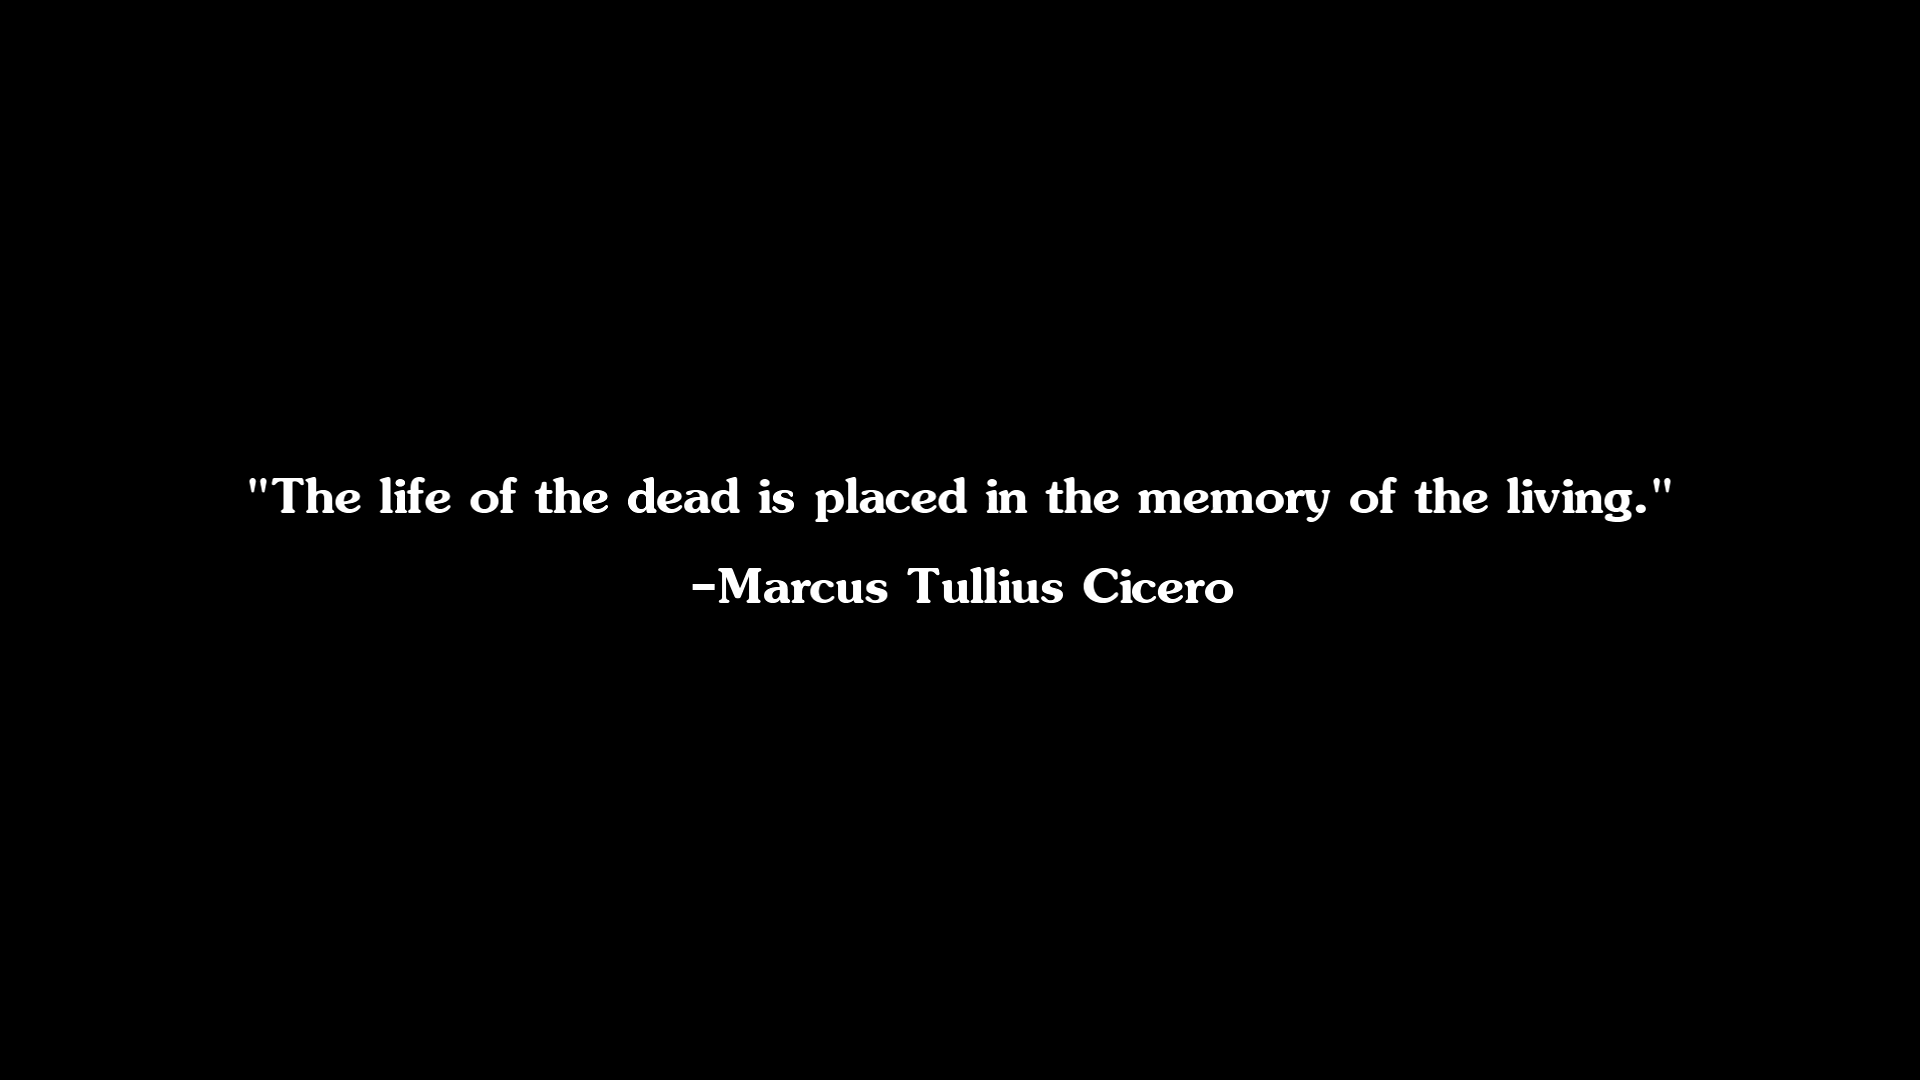 "The life of the dead is placed in the memory of the living."
-Marcus Tullius Cicero